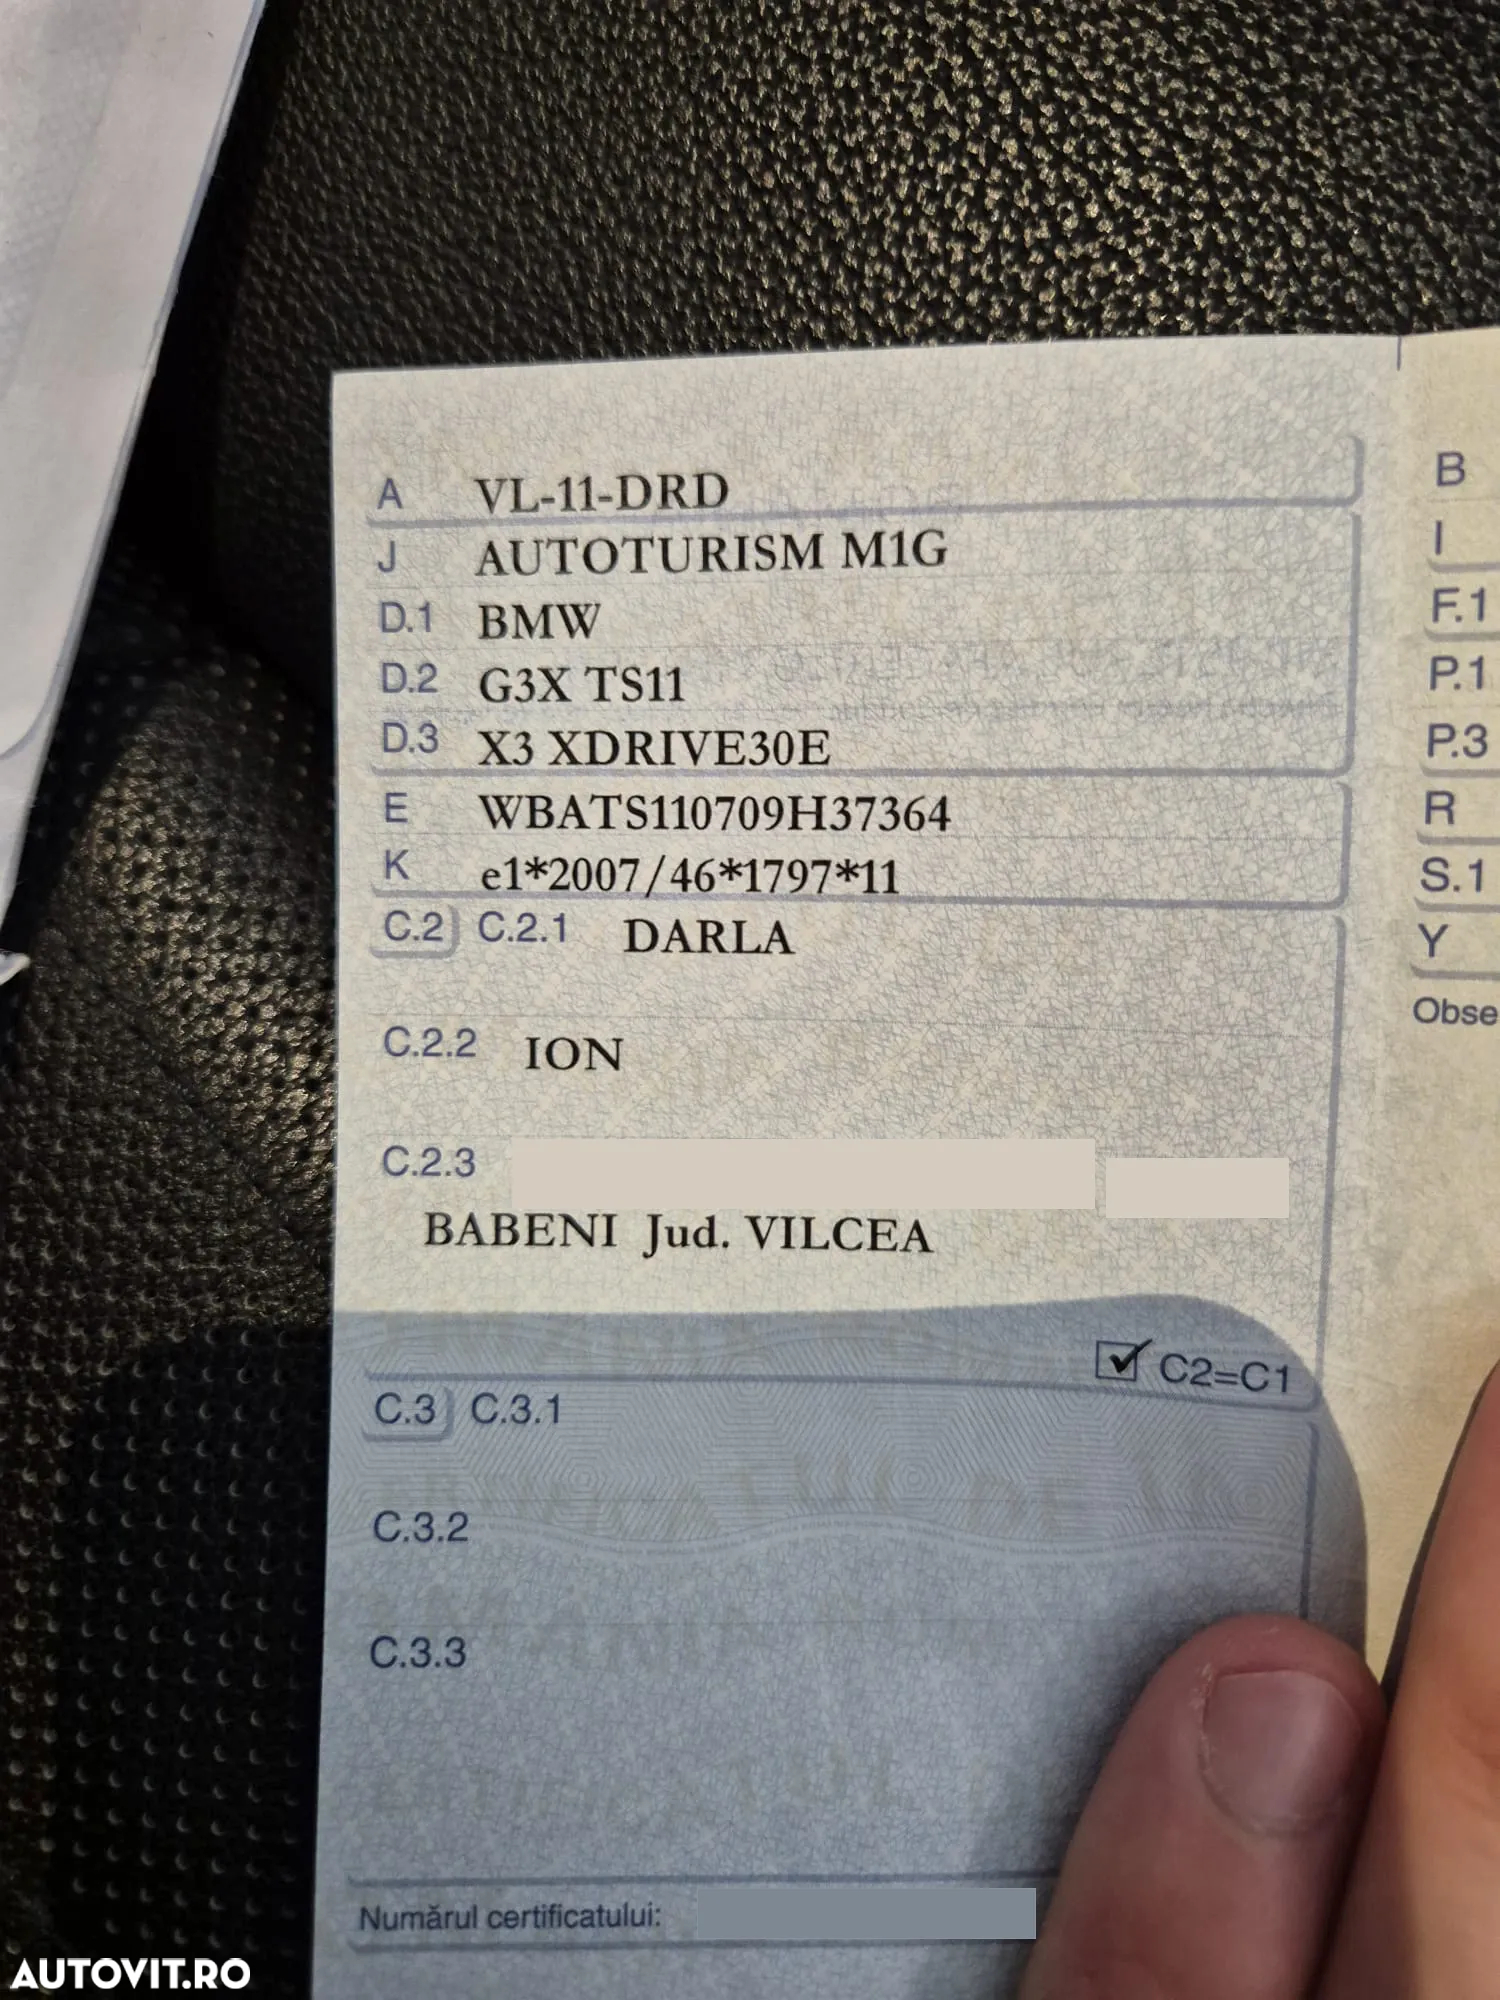 A VL-11-DRD
J AUTOTURISM M1G
D.1 BMW
D.2 G3X TS11
D.3 X3 XDRIVE30E
E WBATS110709H37364
K e1*2007/46*1797*11
C.2 C.2.1 DARLA
C.2.2 ION
C.2.3
BABENI Jud. VILCEA
C2=C1
C.3 C.3.1
C.3.2
C.3.3
Numărul certificatului:
B
I
F.1
P.1
P.3
R
S.1
Y
Obse
AUTOVIT.RO